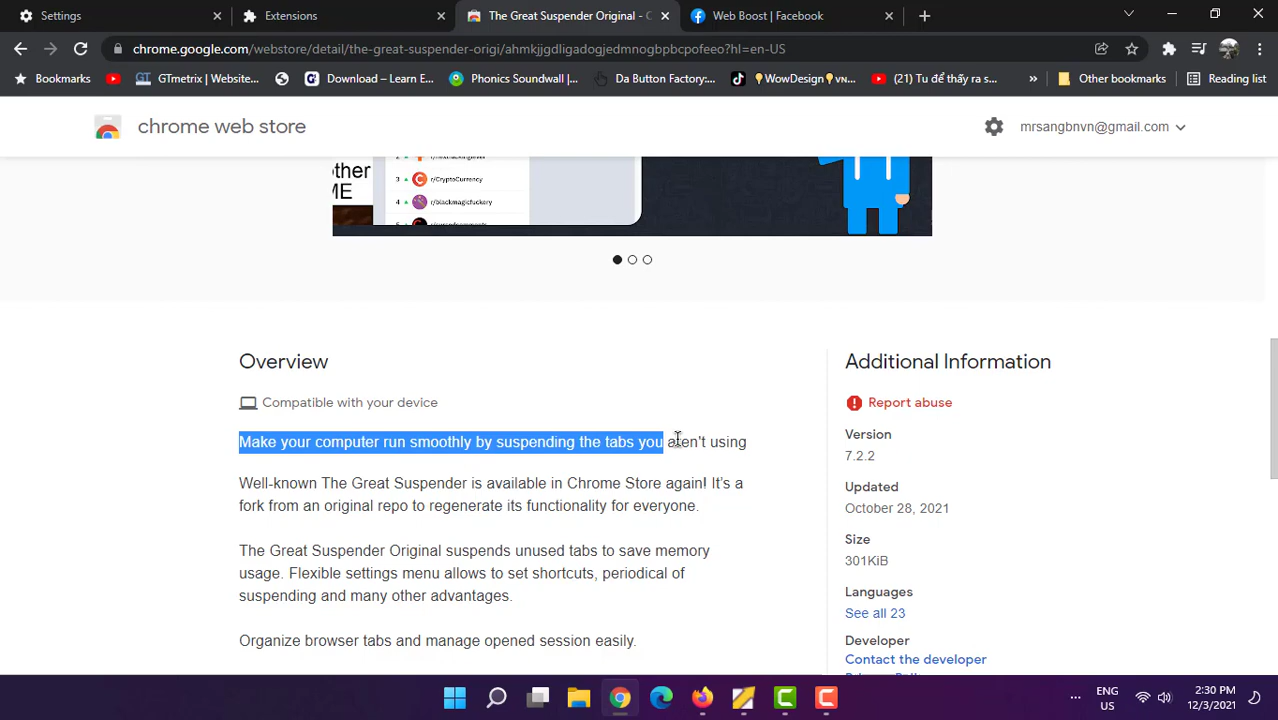 Settings
Extensions
The Great Suspender Original - C
Web Boost | Facebook
chrome.google.com/webstore/detail/the-great-suspender-origi/ahmkjjgdligadogjedmnogbpbcpofeeo?hl=en-US
Bookmarks
GTmetrix | Website...
Download – Learn E...
Phonics Soundwall |...
Da Button Factory:...
WowDesign
VN...
(21) Tu để thấy ra s...
»
Other bookmarks
Reading list
chrome web store
mrsangbnvn@gmail.com
other
ME
3 r/CryptoCurrency
4 r/blackmagicfuckery
Overview
Compatible with your device
Make your computer run smoothly by suspending the tabs you aren't using
Well-known The Great Suspender is available in Chrome Store again! It's a
fork from an original repo to regenerate its functionality for everyone.
The Great Suspender Original suspends unused tabs to save memory
usage. Flexible settings menu allows to set shortcuts, periodical of
suspending and many other advantages.
Organize browser tabs and manage opened session easily.
Additional Information
Report abuse
Version
7.2.2
Updated
October 28, 2021
Size
301KiB
Languages
See all 23
Developer
Contact the developer
ENG
US
2:30 PM
12/3/2021